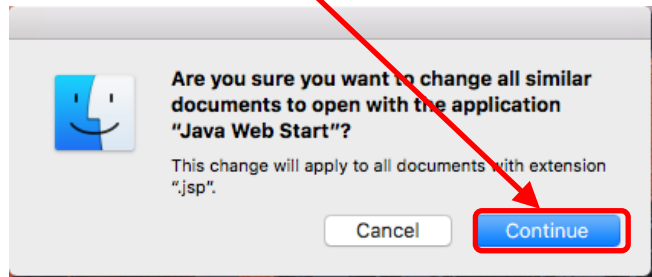 Are you sure you want to change all similar
documents to open with the application
“Java Web Start”?
This change will apply to all documents with extension
“.jsp”.
Cancel
Continue